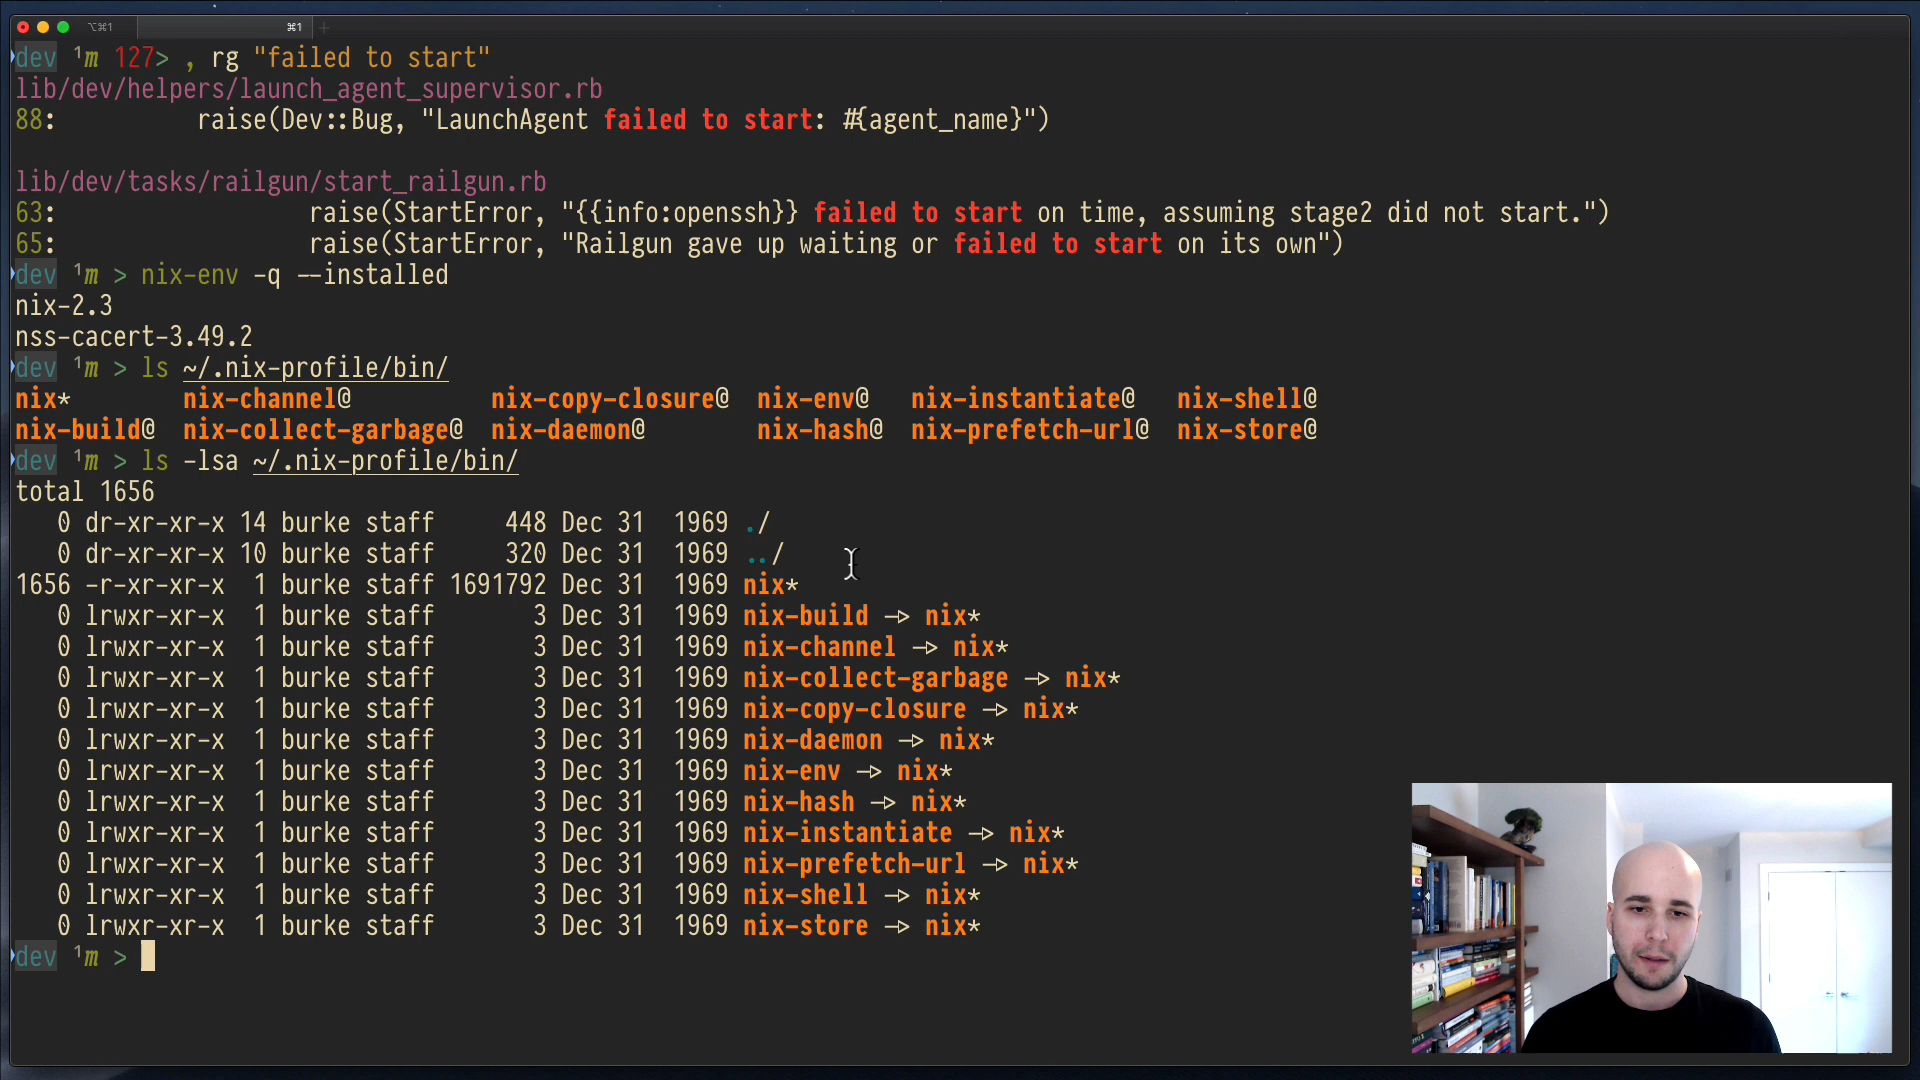 ⌥⌘1 ⌘1 +
dev ¹m 127> , rg "failed to start"
lib/dev/helpers/launch_agent_supervisor.rb
88: raise(Dev::Bug, "LaunchAgent failed to start: #{agent_name}")
lib/dev/tasks/railgun/start_railgun.rb
63: raise(StartError, "{{info:openssh}} failed to start on time, assuming stage2 did not start.")
65: raise(StartError, "Railgun gave up waiting or failed to start on its own")
dev ¹m > nix-env -q --installed
nix-2.3
nss-cacert-3.49.2
dev ¹m > ls ~/.nix-profile/bin/
nix* nix-channel@ nix-copy-closure@ nix-env@ nix-instantiate@ nix-shell@
nix-build@ nix-collect-garbage@ nix-daemon@ nix-hash@ nix-prefetch-url@ nix-store@
dev ¹m > ls -lsa ~/.nix-profile/bin/
total 1656
0 dr-xr-xr-x 14 burke staff 448 Dec 31 1969 ./
0 dr-xr-xr-x 10 burke staff 320 Dec 31 1969 ../
1656 -r-xr-xr-x 1 burke staff 1691792 Dec 31 1969 nix*
0 lrwxr-xr-x 1 burke staff 3 Dec 31 1969 nix-build -> nix*
0 lrwxr-xr-x 1 burke staff 3 Dec 31 1969 nix-channel -> nix*
0 lrwxr-xr-x 1 burke staff 3 Dec 31 1969 nix-collect-garbage -> nix*
0 lrwxr-xr-x 1 burke staff 3 Dec 31 1969 nix-copy-closure -> nix*
0 lrwxr-xr-x 1 burke staff 3 Dec 31 1969 nix-daemon -> nix*
0 lrwxr-xr-x 1 burke staff 3 Dec 31 1969 nix-env -> nix*
0 lrwxr-xr-x 1 burke staff 3 Dec 31 1969 nix-hash -> nix*
0 lrwxr-xr-x 1 burke staff 3 Dec 31 1969 nix-instantiate -> nix*
0 lrwxr-xr-x 1 burke staff 3 Dec 31 1969 nix-prefetch-url -> nix*
0 lrwxr-xr-x 1 burke staff 3 Dec 31 1969 nix-shell -> nix*
0 lrwxr-xr-x 1 burke staff 3 Dec 31 1969 nix-store -> nix*
dev ¹m >